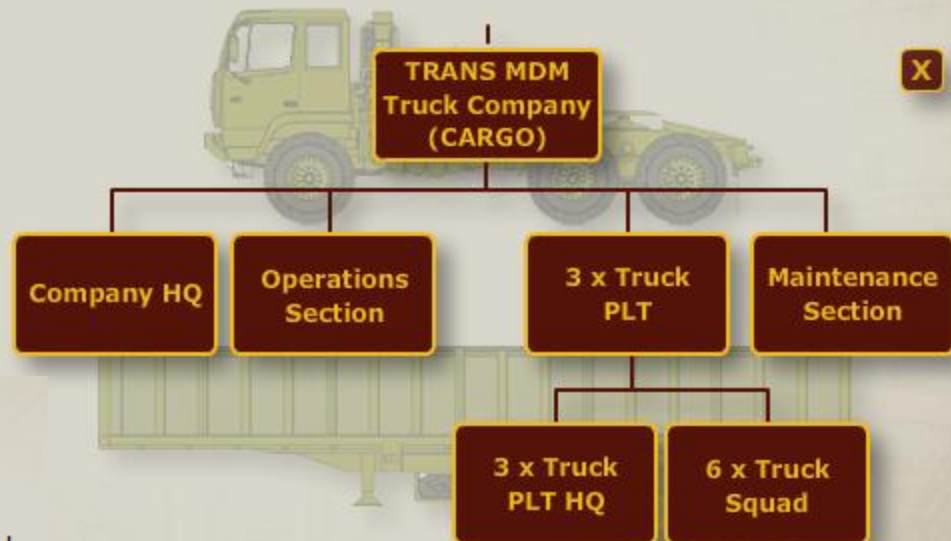 TRANS MDM
Truck Company
(CARGO)
X
Company HQ
Operations
Section
3 x Truck
PLT
Maintenance
Section
3 x Truck
PLT HQ
6 x Truck
Squad